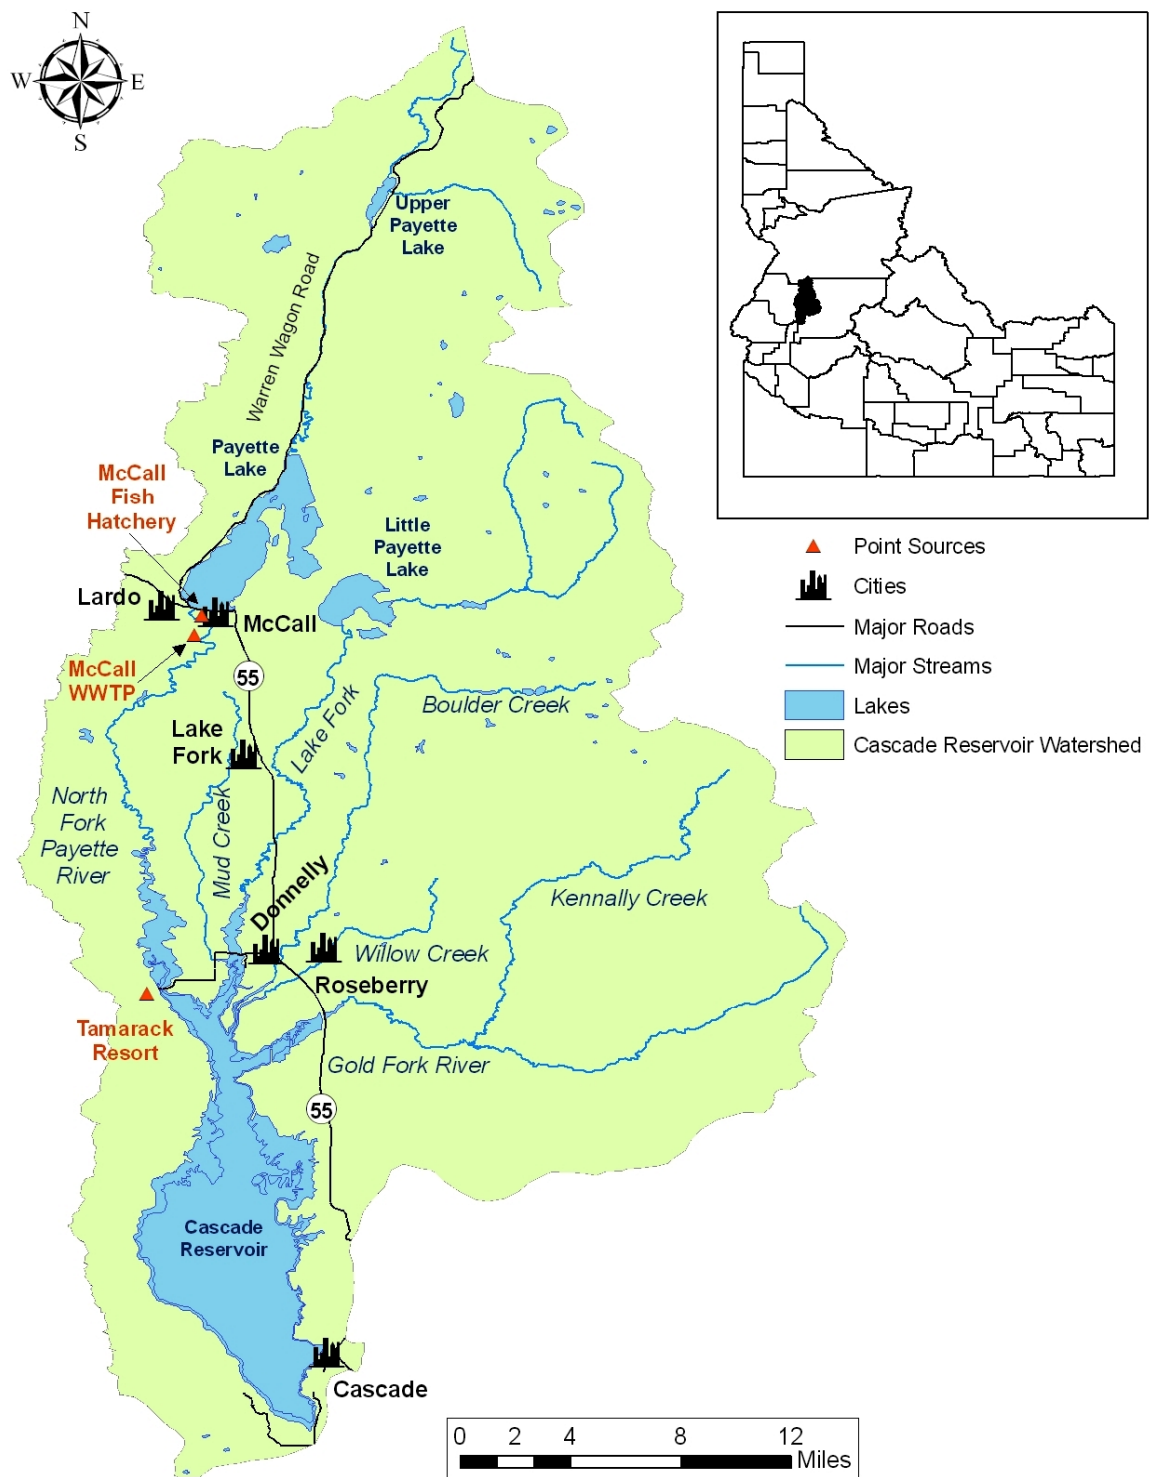 N
W
E
S
Upper
Payette
Lake
Warren Wagon Road
Payette
Lake
McCall
Fish
Hatchery
Little
Payette
Lake
Lardo
McCall
McCall
WWTP
55
Boulder Creek
Lake Fork
Lake
Fork
North
Fork
Payette
River
Mud Creek
Donnelly
Kennally Creek
Willow Creek
Roseberry
Tamarack
Resort
Gold Fork River
55
Cascade
Reservoir
Cascade
Point Sources
Cities
Major Roads
Major Streams
Lakes
Cascade Reservoir Watershed
0 2 4 8 12
Miles